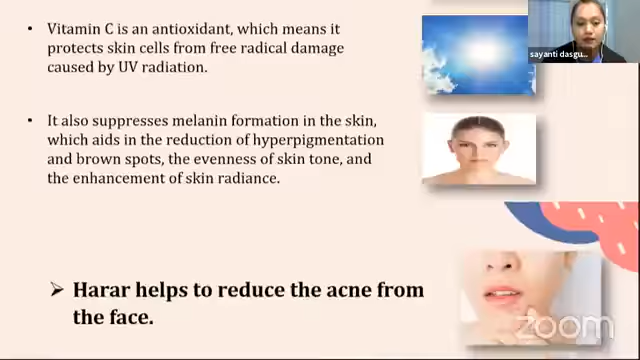 • Vitamin C is an antioxidant, which means it
protects skin cells from free radical damage
caused by UV radiation.
• It also suppresses melanin formation in the skin,
which aids in the reduction of hyperpigmentation
and brown spots, the evenness of skin tone, and
the enhancement of skin radiance.
➢ Harar helps to reduce the acne from
the face.
sayanti dasgu...
zoom